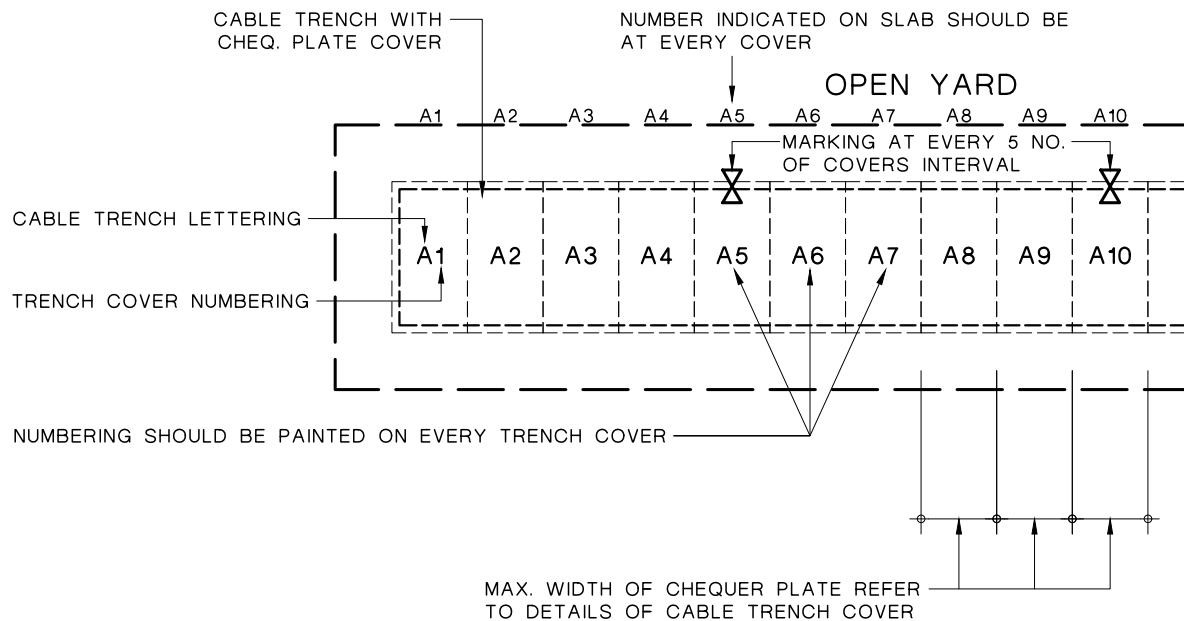 CABLE TRENCH WITH
CHEQ. PLATE COVER
NUMBER INDICATED ON SLAB SHOULD BE
AT EVERY COVER
OPEN YARD
A1 A2 A3 A4 A5 A6 A7 A8 A9 A10
MARKING AT EVERY 5 NO.
OF COVERS INTERVAL
CABLE TRENCH LETTERING
A1 A2 A3 A4 A5 A6 A7 A8 A9 A10
TRENCH COVER NUMBERING
NUMBERING SHOULD BE PAINTED ON EVERY TRENCH COVER
MAX. WIDTH OF CHEQUER PLATE REFER
TO DETAILS OF CABLE TRENCH COVER